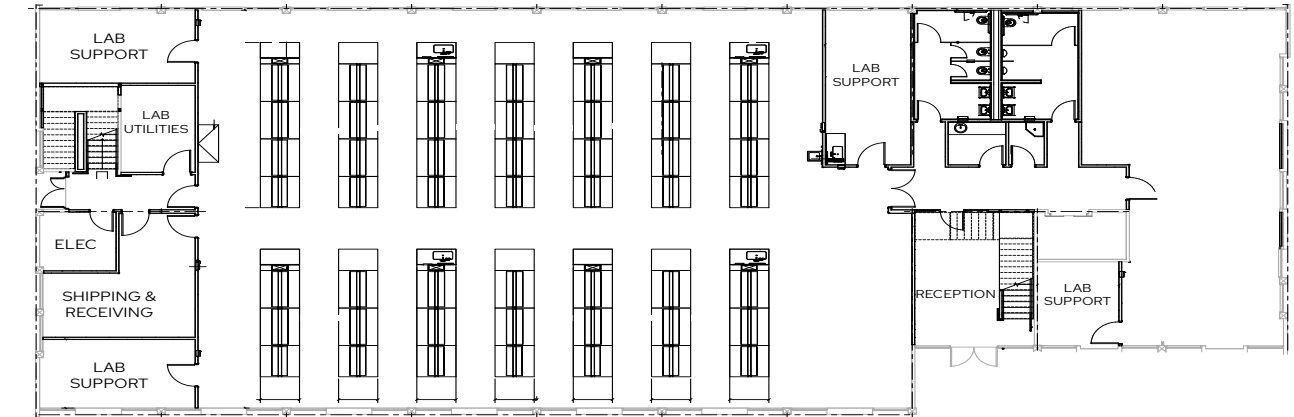 LAB
SUPPORT
LAB
UTILITIES
ELEC
SHIPPING &
RECEIVING
LAB
SUPPORT
LAB
SUPPORT
RECEPTION
LAB
SUPPORT